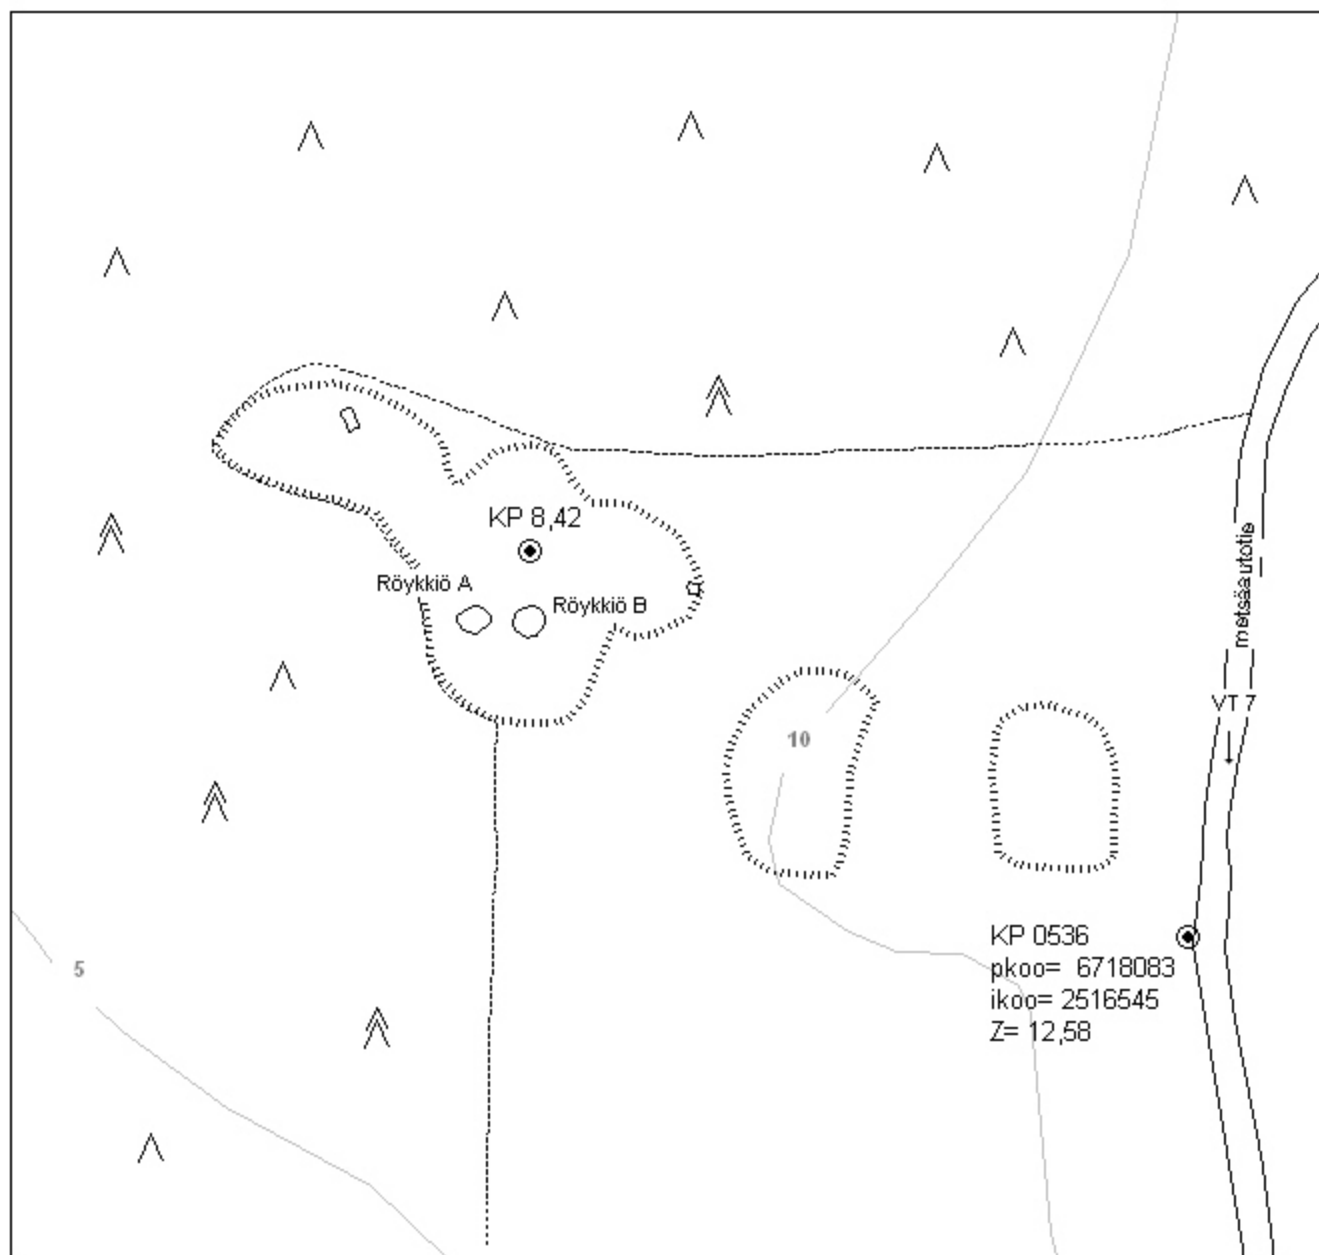 KP 8,42
Röykkiö A
Röykkiö B
metsäautotie
VT 7
10
KP 0536
pkoo= 6718083
ikoo= 2516545
Z= 12,58
5